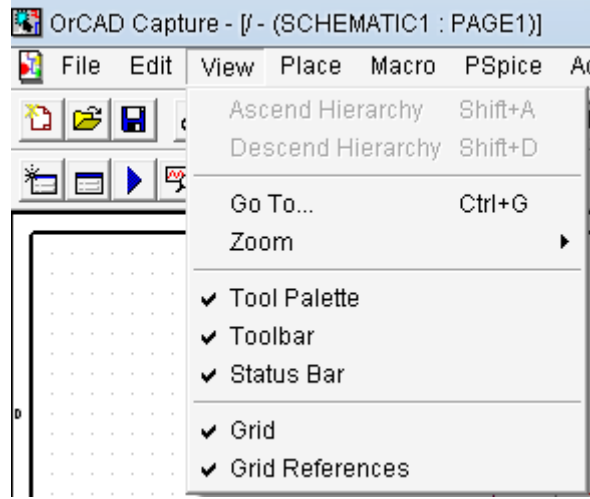 OrCAD Capture - [/ - (SCHEMATIC1 : PAGE1)]
File Edit View Place Macro PSpice Ac
Ascend Hierarchy Shift+A
Descend Hierarchy Shift+D
Go To... Ctrl+G
Zoom
Tool Palette
Toolbar
Status Bar
D
Grid
Grid References